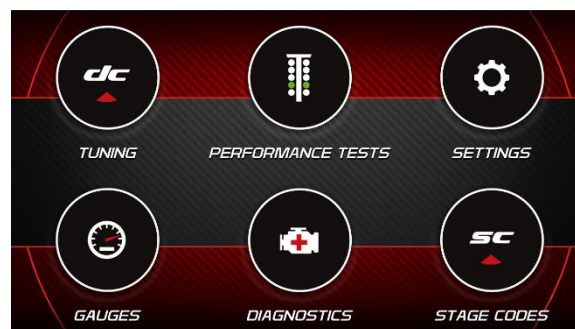 dc
TUNING
PERFORMANCE TESTS
SETTINGS
GAUGES
DIAGNOSTICS
sc
STAGE CODES